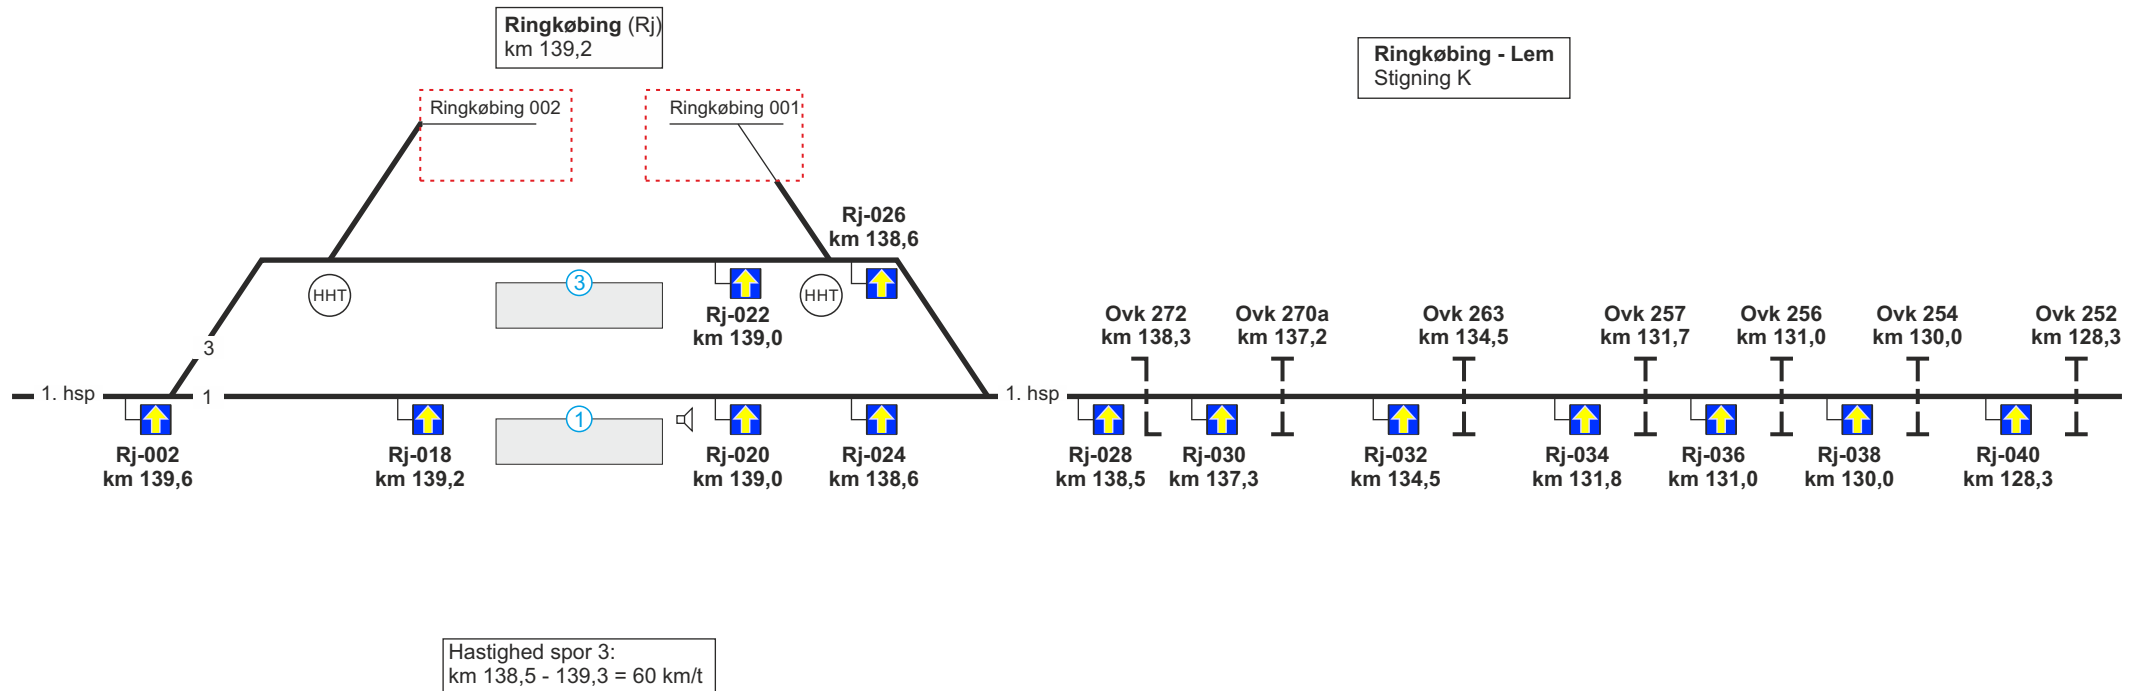 Ringkøbing (Rj)
km 139,2
Ringkøbing - Lem
Stigning K
Ringkøbing 002
Ringkøbing 001
Rj-026
km 138,6
HHT
3
HHT
Rj-022
km 139,0
Ovk 272
km 138,3
Ovk 270a
km 137,2
Ovk 263
km 134,5
Ovk 257
km 131,7
Ovk 256
km 131,0
Ovk 254
km 130,0
Ovk 252
km 128,3
3
1. hsp
1
1. hsp
1
Rj-002
km 139,6
Rj-018
km 139,2
Rj-020
km 139,0
Rj-024
km 138,6
Rj-028
km 138,5
Rj-030
km 137,3
Rj-032
km 134,5
Rj-034
km 131,8
Rj-036
km 131,0
Rj-038
km 130,0
Rj-040
km 128,3
Hastighed spor 3:
km 138,5 - 139,3 = 60 km/t